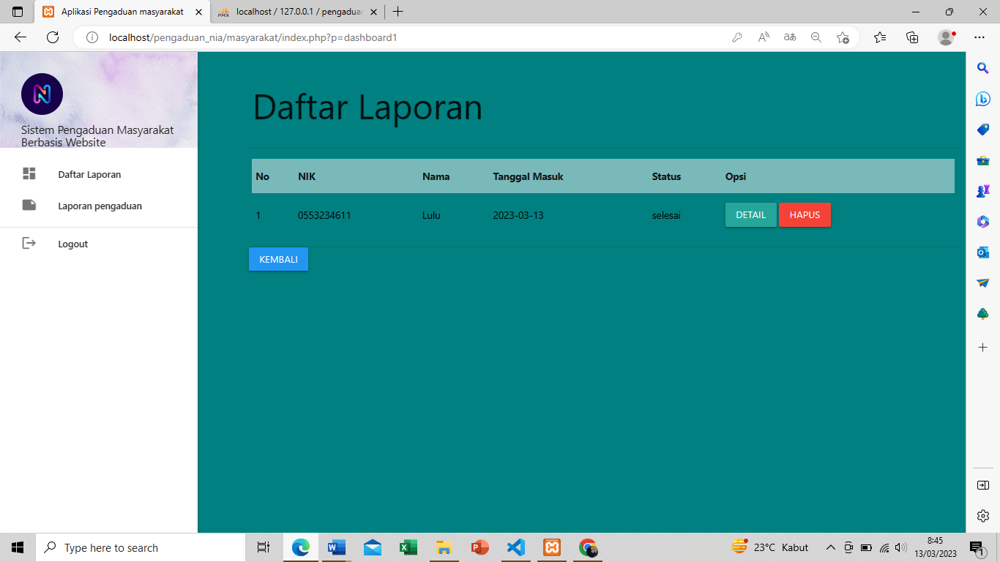 Aplikasi Pengaduan masyarakat
localhost / 127.0.0.1 / pengaduan
localhost/pengaduan_nia/masyarakat/index.php?p=dashboard1
Sistem Pengaduan Masyarakat
Berbasis Website
Daftar Laporan
Laporan pengaduan
Logout
Daftar Laporan
No NIK Nama Tanggal Masuk Status Opsi
1 0553234611 Lulu 2023-03-13 selesai DETAIL HAPUS
KEMBALI
Type here to search
23°C Kabut
8:45
13/03/2023
1